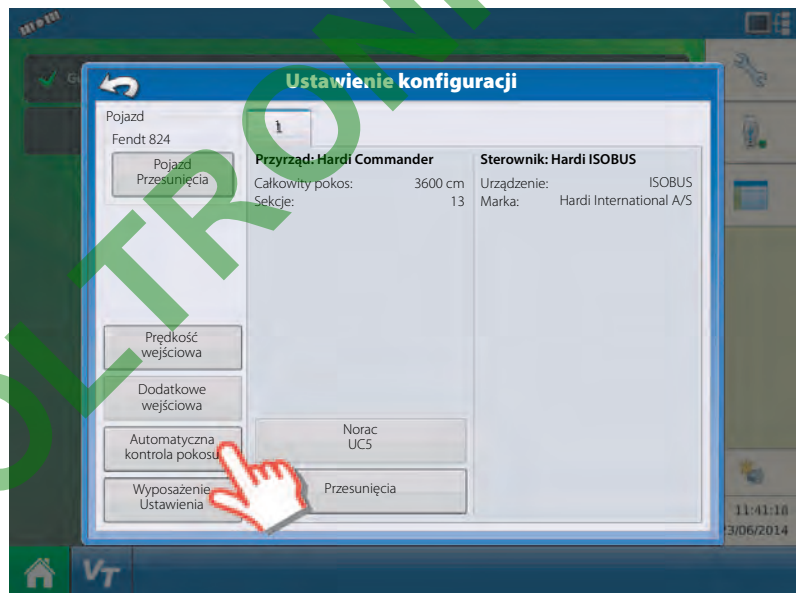 Ustawienie konfiguracji
Pojazd
Fendt 824
Pojazd
Przesunięcia
Prędkość
wejściowa
Dodatkowe
wejściowa
Automatyczna
kontrola pokosu
Wyposażenie
Ustawienia
1
Przyrząd: Hardi Commander
Całkowity pokos: 3600 cm
Sekcje: 13
Norac
UC5
Przesunięcia
Sterownik: Hardi ISOBUS
Urządzenie: ISOBUS
Marka: Hardi International A/S
11:41:18
3/06/2014
VT